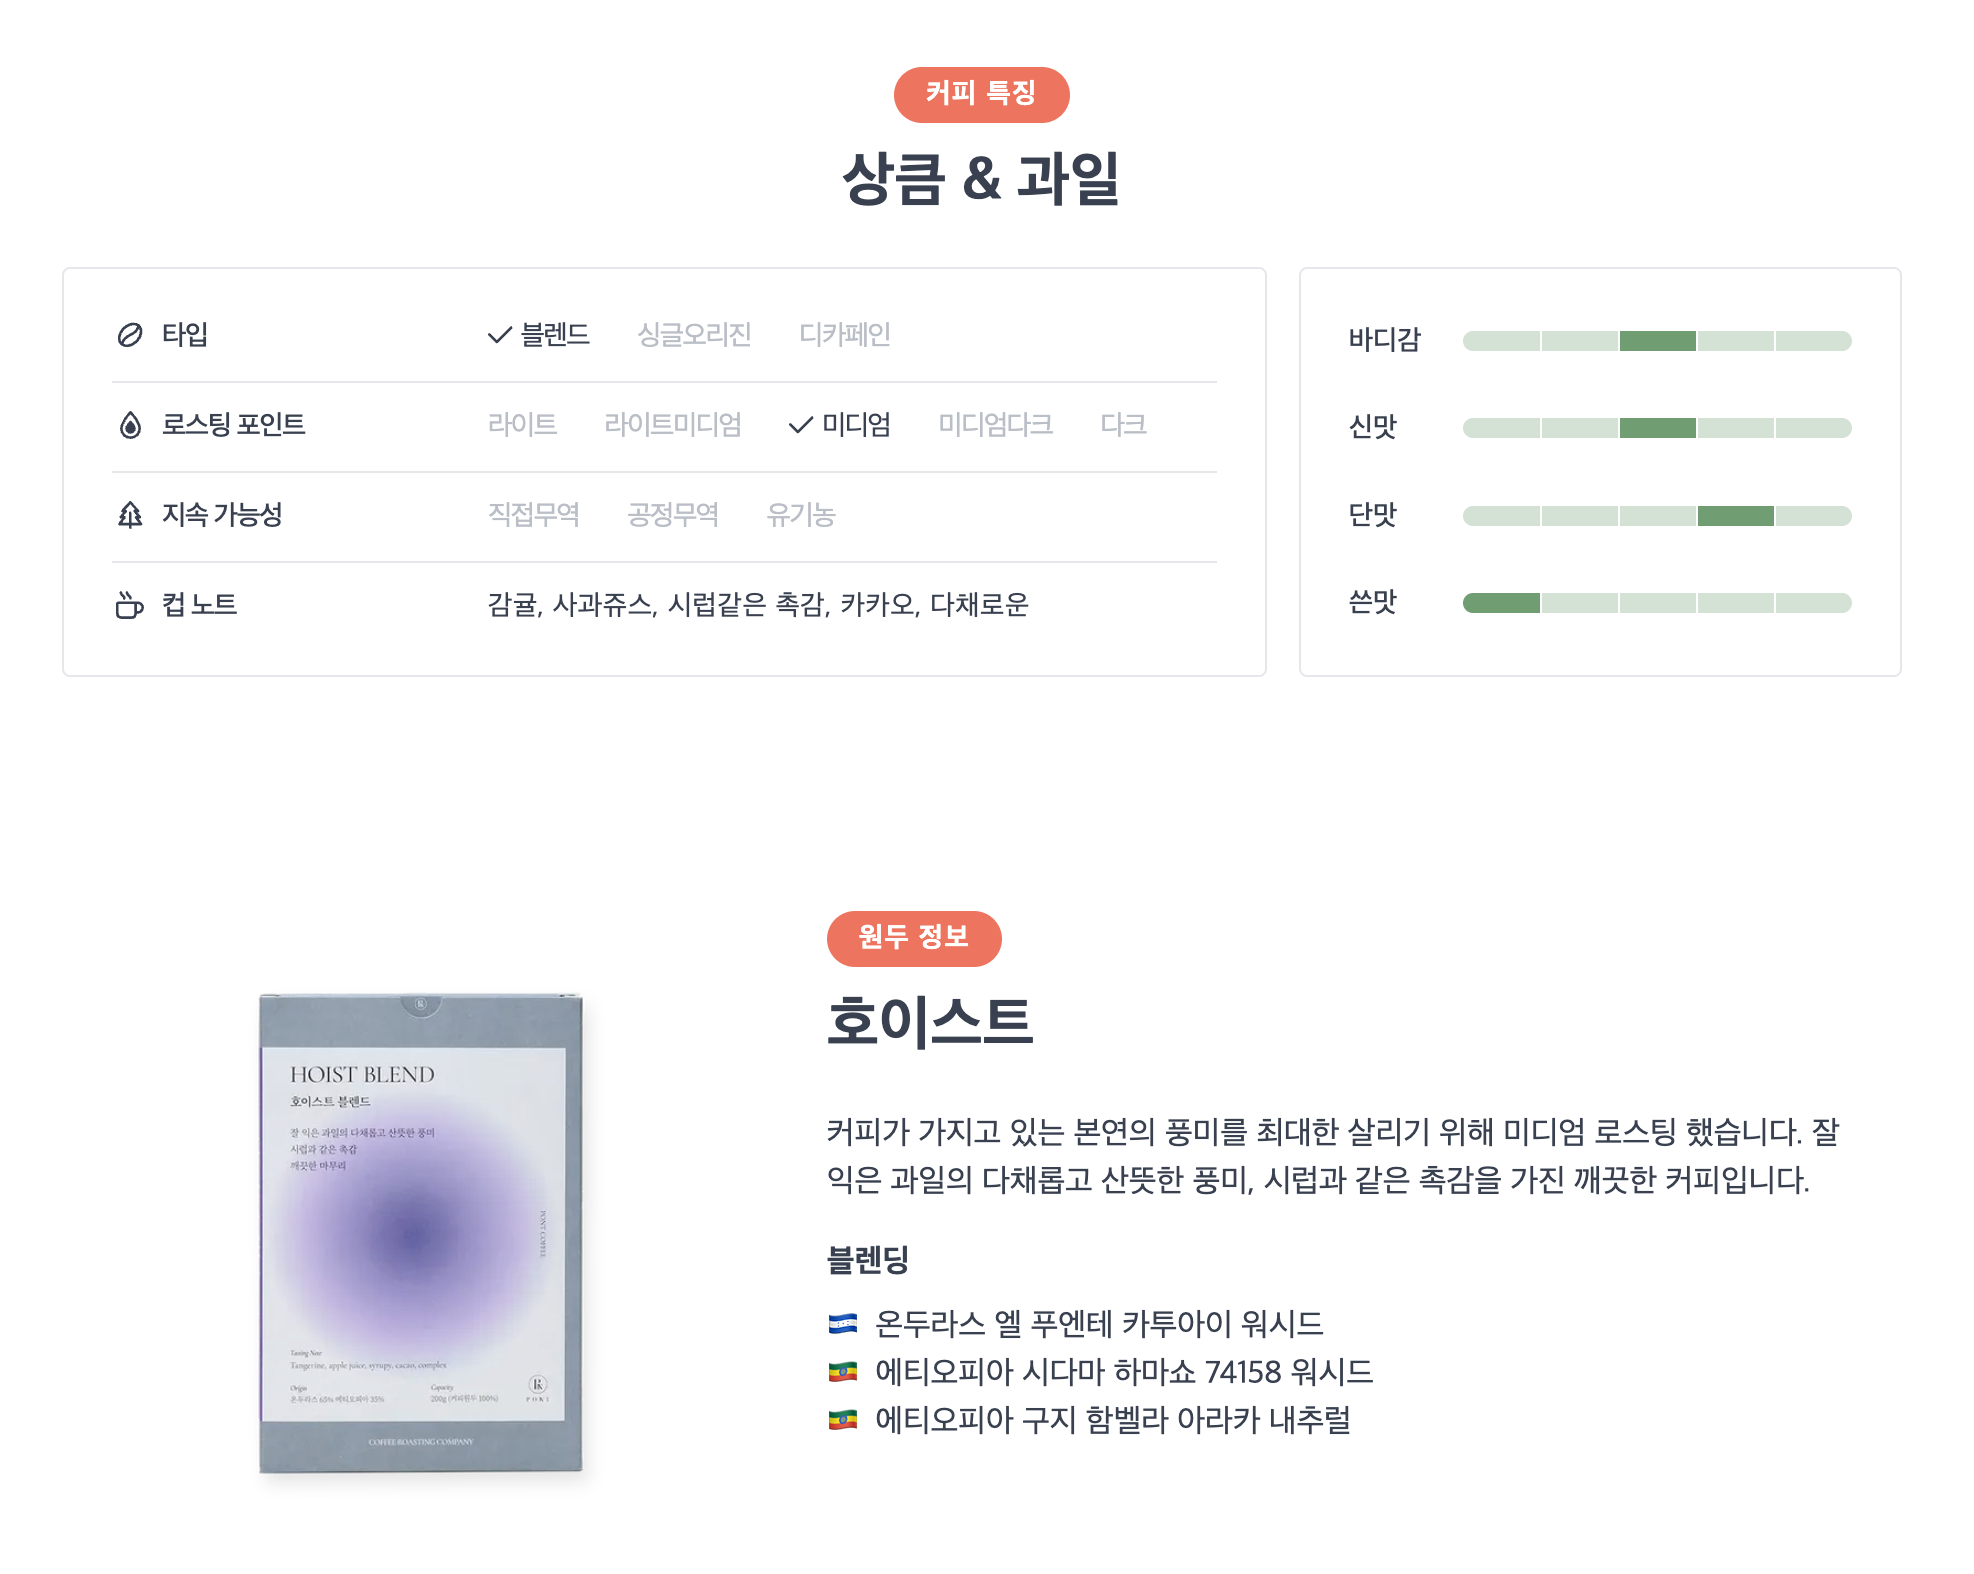 커피 특징
상큼 & 과일
타입 블렌드 싱글오리진 디카페인
로스팅 포인트 라이트 라이트미디엄 미디엄 미디엄다크 다크
지속 가능성 직접무역 공정무역 유기농
컵 노트 감귤, 사과쥬스, 시럽같은 촉감, 카카오, 다채로운
바디감
신맛
단맛
쓴맛
HOIST BLEND
호이스트 블렌드
잘 익은 과일의 다채롭고 산뜻한 풍미
시럽과 같은 촉감
깨끗한 마무리
PONT COFFEE
Tasting Note
Tangerine, apple juice, syrupy, cacao, complex
Origin Capacity
온두라스 65% 에티오피아 35% 200g (커피원두 100%)
PONT
COFFEE ROASTING COMPANY
원두 정보
호이스트
커피가 가지고 있는 본연의 풍미를 최대한 살리기 위해 미디엄 로스팅 했습니다. 잘
익은 과일의 다채롭고 산뜻한 풍미, 시럽과 같은 촉감을 가진 깨끗한 커피입니다.
블렌딩
온두라스 엘 푸엔테 카투아이 워시드
에티오피아 시다마 하마쇼 74158 워시드
에티오피아 구지 함벨라 아라카 내추럴